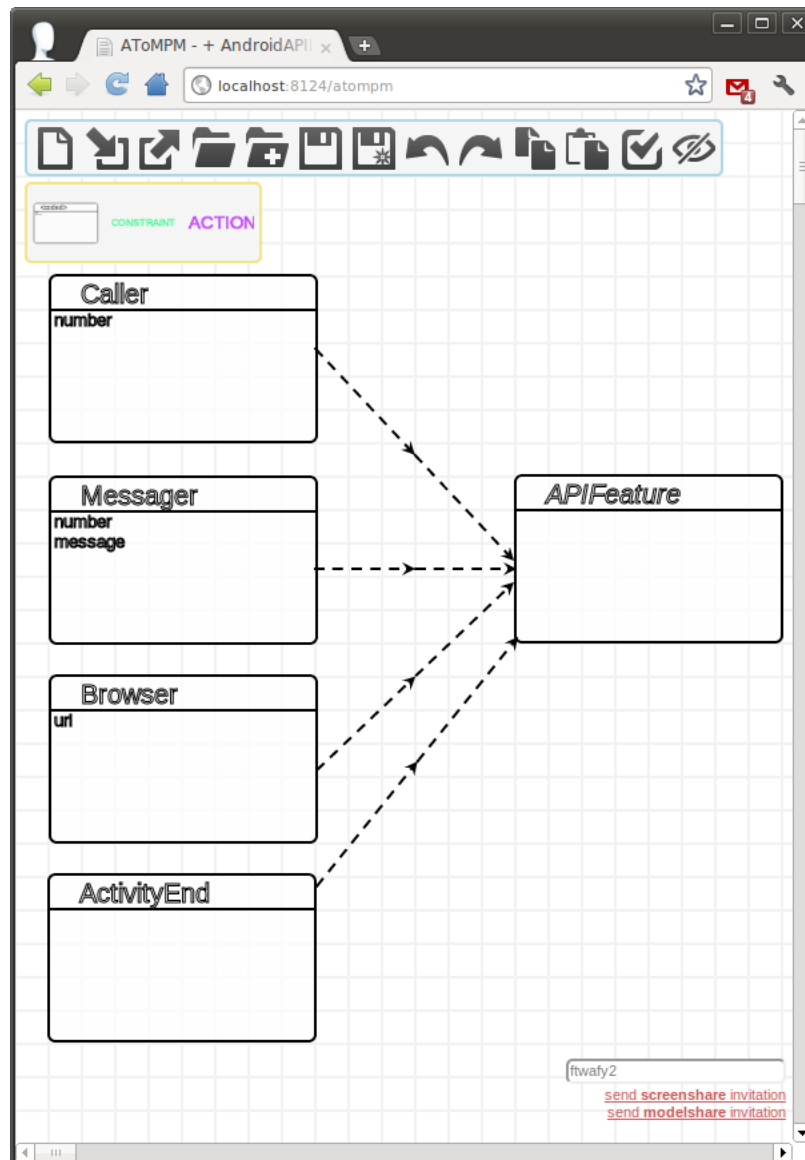 AToMPM - + AndroidAPI
localhost:8124/atompm
4
CONSTRAINT
ACTION
Caller
number
Messager
number
message
APIFeature
Browser
url
ActivityEnd
ftwafy2
send screenshare invitation
send modelshare invitation